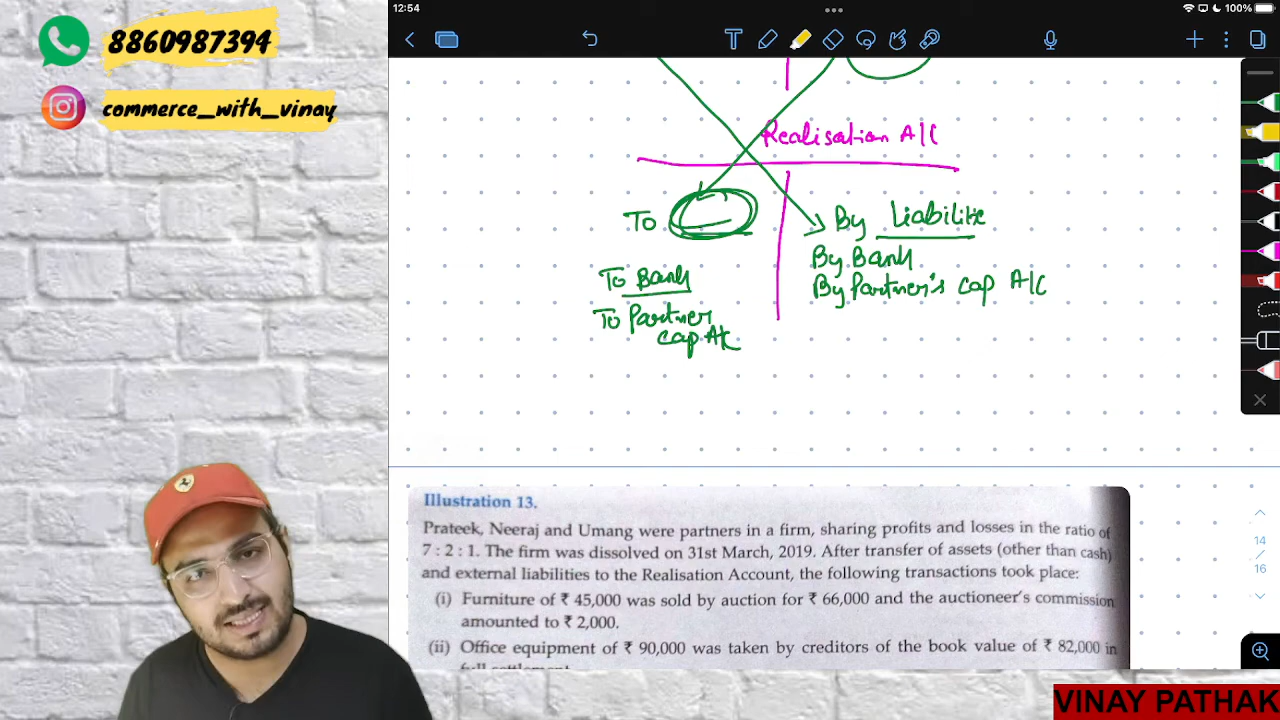 8860987394
commerce_with_vinay
12:54
100%
Realisation A/C
To
By Liabilitie
By Bank
To Bank
By Partner's cap A/C
To Partner
cap A/C
Illustration 13.
Prateek, Neeraj and Umang were partners in a firm, sharing profits and losses in the ratio of
7 : 2 : 1. The firm was dissolved on 31st March, 2019. After transfer of assets (other than cash)
and external liabilities to the Realisation Account, the following transactions took place:
(i) Furniture of ₹ 45,000 was sold by auction for ₹ 66,000 and the auctioneer's commission
amounted to ₹ 2,000.
(ii) Office equipment of ₹ 90,000 was taken by creditors of the book value of ₹ 82,000 in
full settlement
14
16
VINAY PATHAK